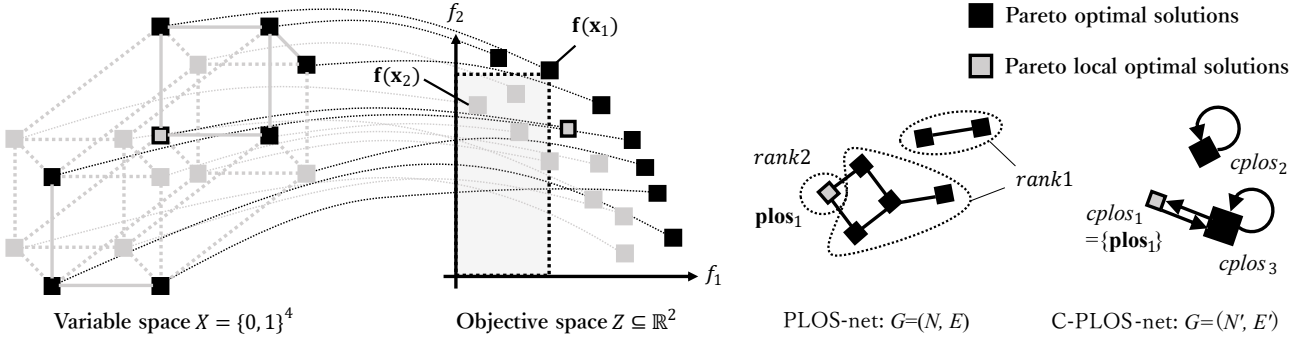 f₂
f(x₁)
f(x₂)
f₁
Pareto optimal solutions
Pareto local optimal solutions
rank2
plos₁
rank1
cplos₂
cplos₁
={plos₁}
cplos₃
Variable space X = {0, 1}⁴
Objective space Z ⊆ ℝ²
PLOS-net: G=(N, E)
C-PLOS-net: G=(N', E')